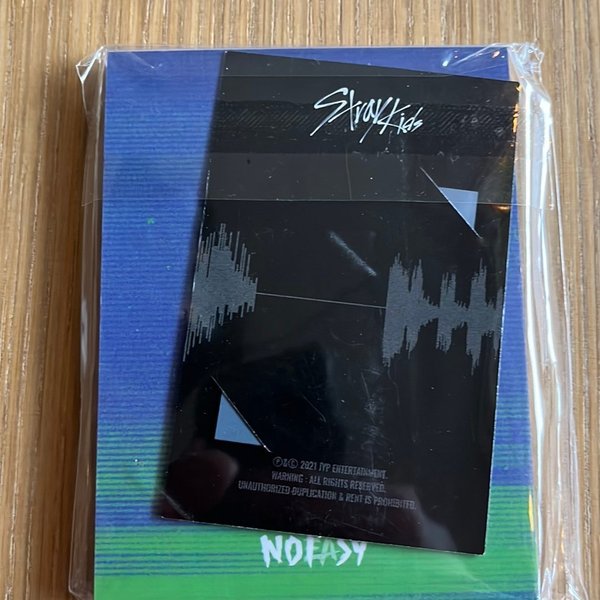 Stray Kids
Ⓟ&Ⓒ 2021 JYP ENTERTAINMENT.
WARNING : ALL RIGHTS RESERVED.
UNAUTHORIZED DUPLICATION & RENT IS PROHIBITED.
NOEASY